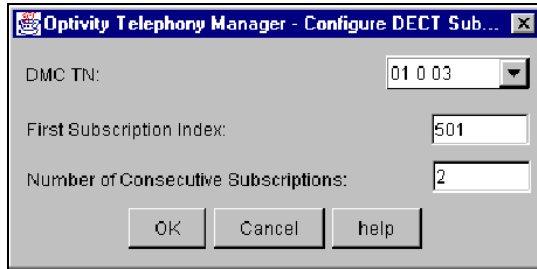 Optivity Telephony Manager - Configure DECT Sub...
DMC TN: 01 0 03
First Subscription Index: 501
Number of Consecutive Subscriptions: 2
OK Cancel help